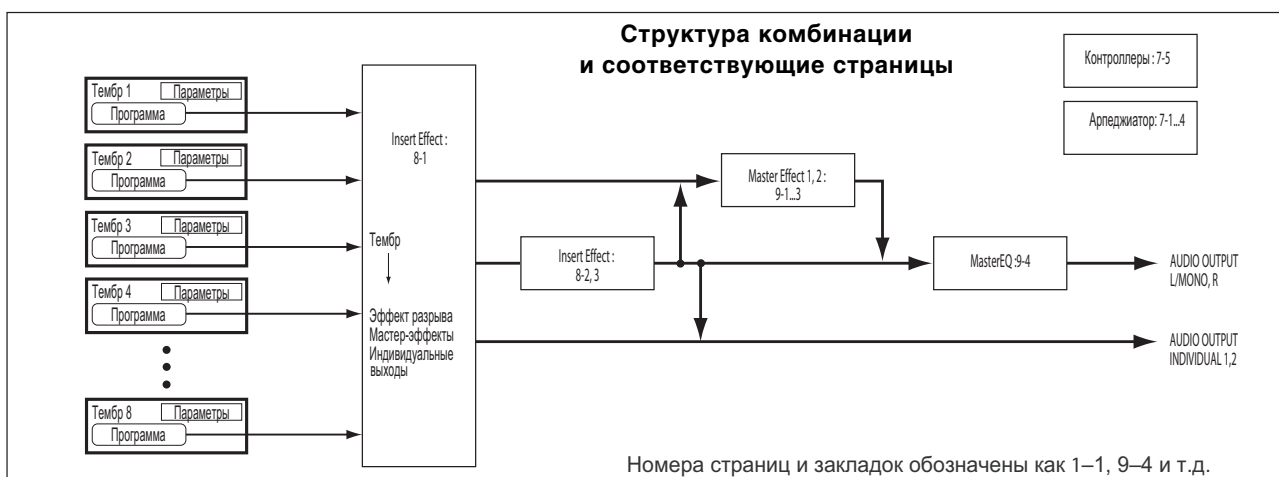 Структура комбинации
и соответствующие страницы
Контроллеры : 7-5
Арпеджиатор: 7-1...4
Тембр 1
Параметры
Программа
Тембр 2
Параметры
Программа
Тембр 3
Параметры
Программа
Тембр 4
Параметры
Программа
Тембр 8
Параметры
Программа
Insert Effect :
8-1
Тембр
Эффект разрыва
Мастер-эффекты
Индивидуальные
выходы
Insert Effect :
8-2, 3
Master Effect 1, 2 :
9-1...3
MasterEQ :9-4
AUDIO OUTPUT
L/MONO, R
AUDIO OUTPUT
INDIVIDUAL 1,2
Номера страниц и закладок обозначены как 1–1, 9–4 и т.д.